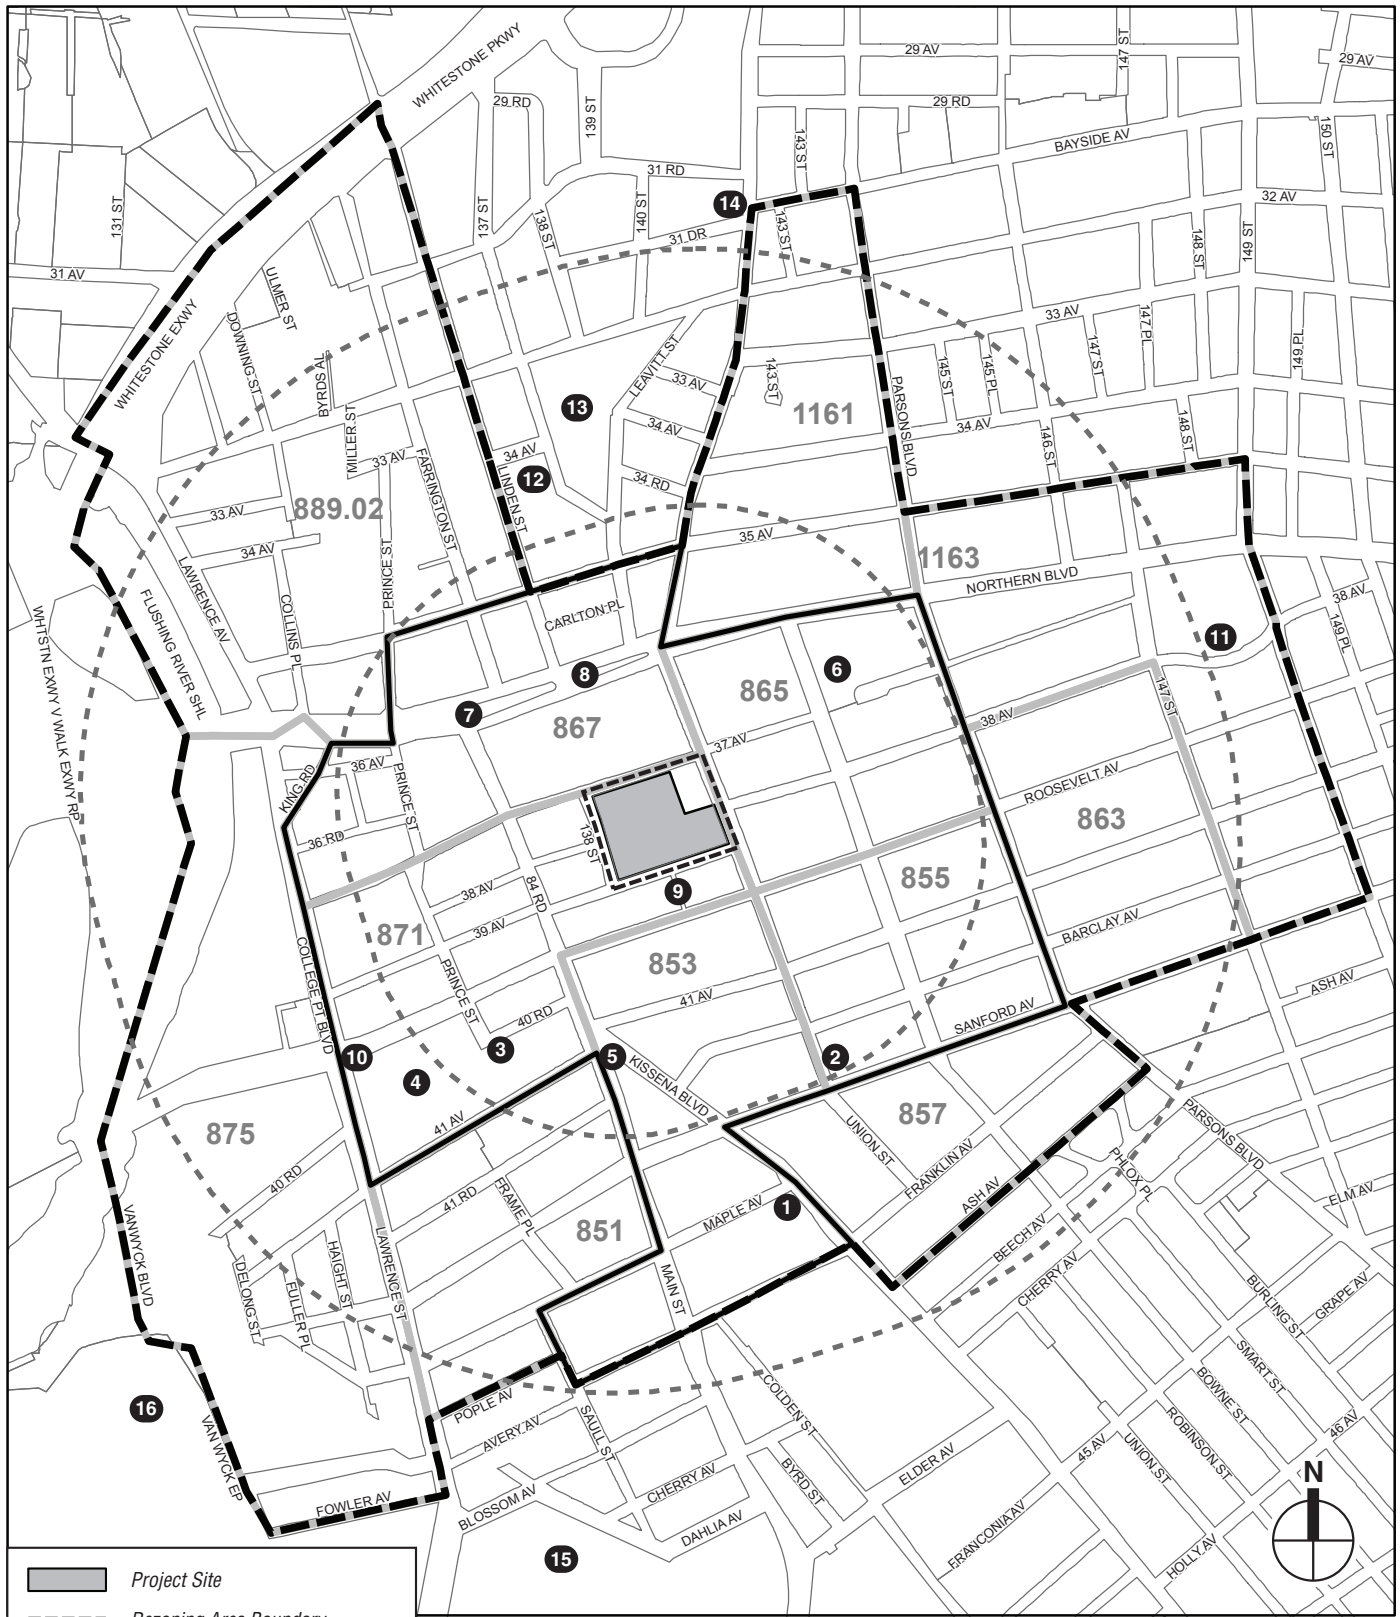 WHITESTONE PKWY
29 AV
147 ST
29 AV
29 RD
139 ST
29 RD
143 ST
BAYSIDE AV
150 ST
31 RD
131 ST
137 ST
138 ST
140 ST
14
143 ST
32 AV
31 DR
148 ST
149 ST
31 AV
ULMER ST
WHITESTONE EXWY
DOWNING ST
33 AV
147 PL
BYRDS AL
LEAVITT ST
147 ST
149 PL
33 AV
143 ST
PARSONS BLVD
145 ST
145 PL
13
1161
MILLER ST
34 AV
34 AV
146 ST
148 ST
33 AV
FARRINGTON ST
34 AV
12
LINDEN ST
34 RD
889.02
33 AV
34 AV
35 AV
1163
PRINCE ST
LAWRENCE AV
NORTHERN BLVD
COLLINS PL
CARLTON PL
38 AV
FLUSHING RIVER SHL
WHTSTN EXWY V WALK EXWY RP
149 PL
11
8
6
865
147 ST
7
867
38 AV
37 AV
36 AV
KING RD
PRINCE ST
ROOSEVELT AV
36 RD
138 ST
863
38 AV
84 RD
9
855
39 AV
871
BARCLAY AV
COLLEGE PT BLVD
PRINCE ST
853
41 AV
ASH AV
40 RD
SANFORD AV
10
3
5
2
4
KISSENA BLVD
41 AV
875
857
UNION ST
PARSONS BLVD
40 RD
FRANKLIN AV
PHLOX PL
41 RD
FRAME PL
ASH AV
ELM AV
VANWYCK BLVD
MAPLE AV
1
851
BEECH AV
LAWRENCE ST
HAIGHT ST
DELONG ST
FULLER PL
MAIN ST
CHERRY AV
BURLING ST
GRAPE AV
SMART ST
16
POPLE AV
COLDEN ST
BOWNE ST
VAN WYCK EP
AVERY AV
SAULL ST
ROBINSON ST
46 AV
45 AV
UNION ST
ELDER AV
BYRD ST
CHERRY AV
N
FOWLER AV
BLOSSOM AV
DAHLIA AV
FRANCONIA AV
HOLLY AV
15
Project Site
Rezoning Area Boundary